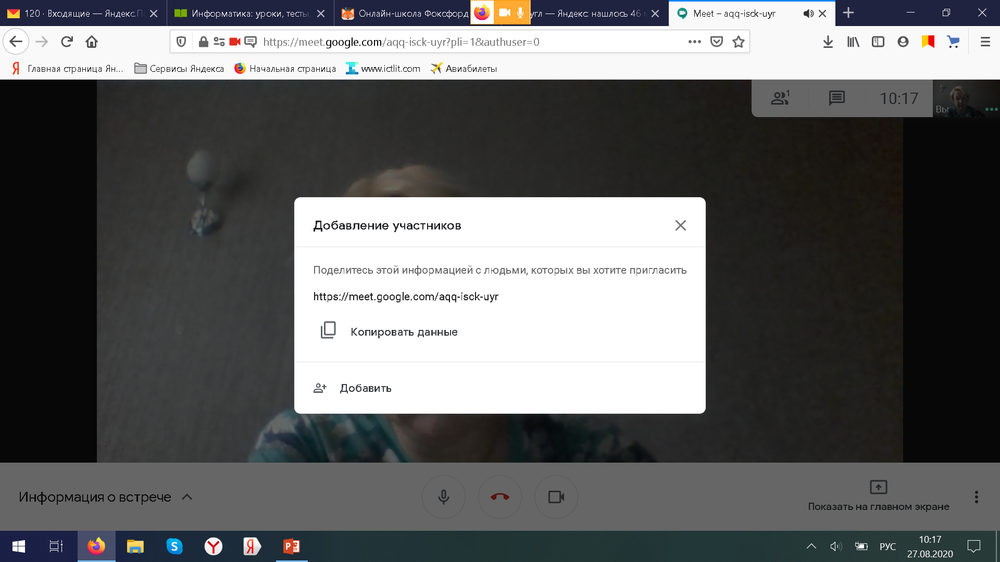 120 · Входящие — Яндекс.По
Информатика: уроки, тесты,
Онлайн-школа Фоксфорд
угл — Яндекс: нашлось 46 м
Meet – aqq-isck-uyr
https://meet.google.com/aqq-isck-uyr?pli=1&authuser=0
Главная страница Ян...
Сервисы Яндекса
Начальная страница
www.ictlit.com
Авиабилеты
1
10:17
Вы
Добавление участников
Поделитесь этой информацией с людьми, которых вы хотите пригласить
https://meet.google.com/aqq-isck-uyr
Копировать данные
Добавить
Информация о встрече
Показать на главном экране
РУС
10:17
27.08.2020